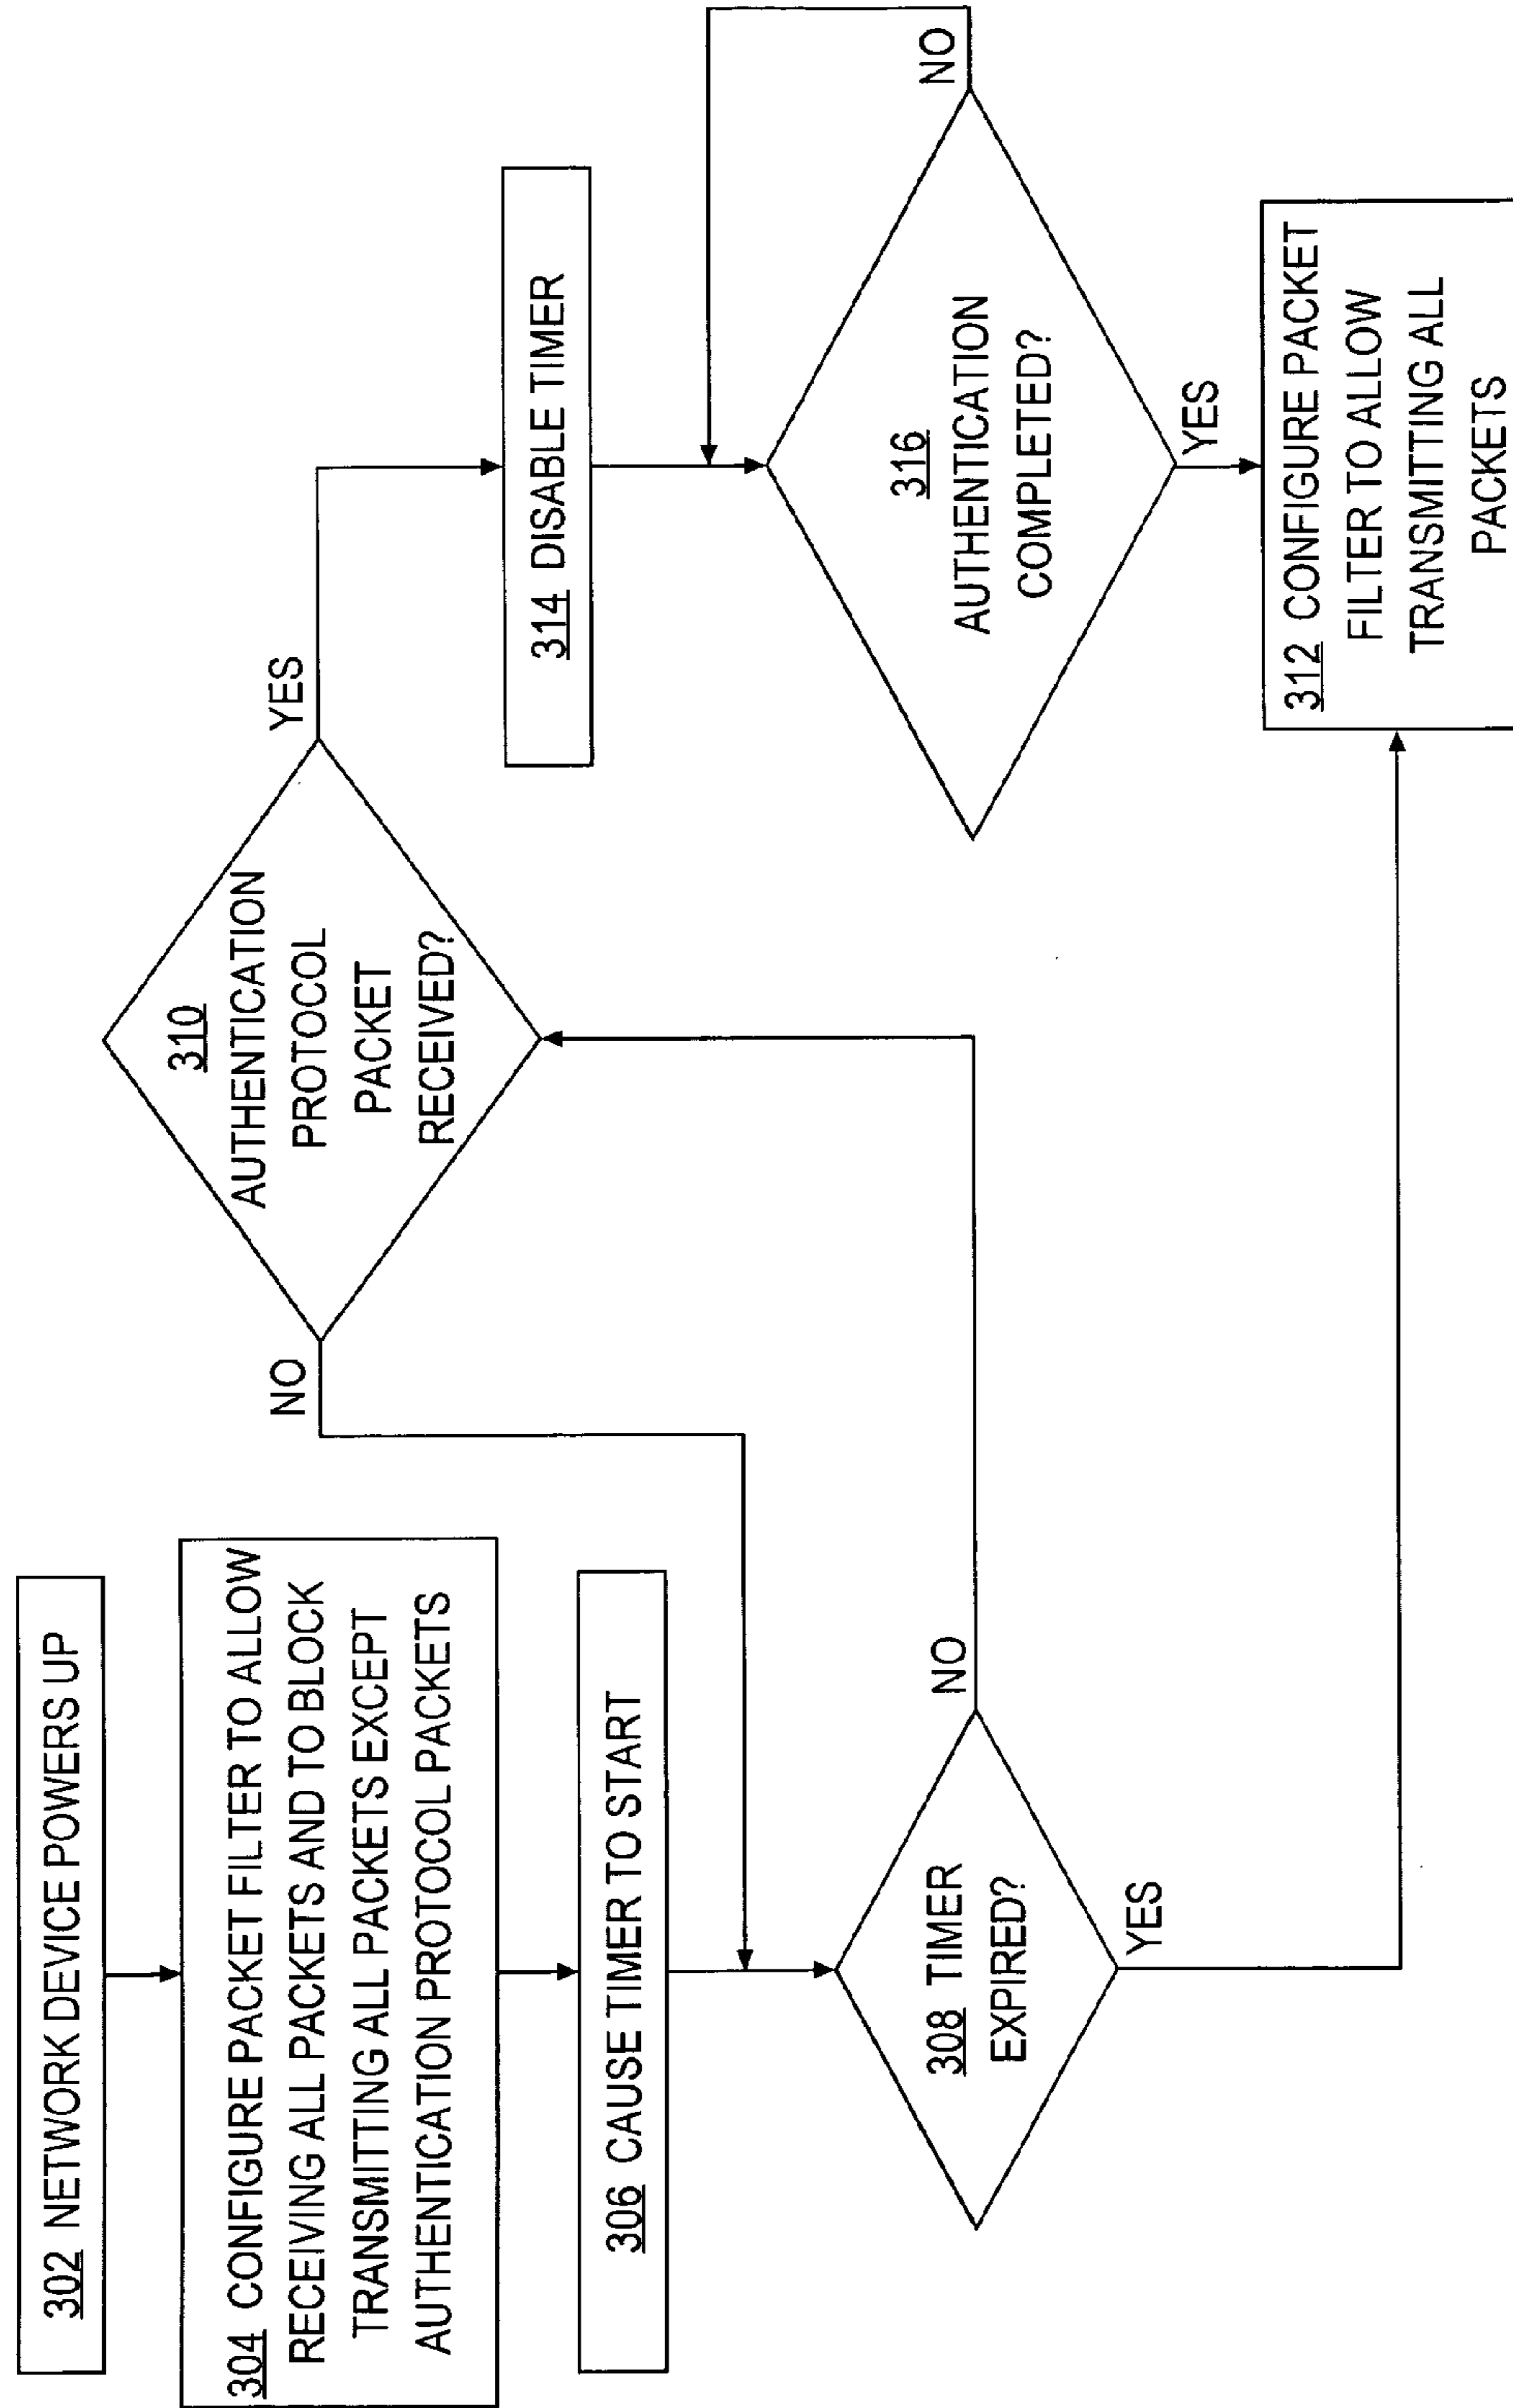 302 NETWORK DEVICE POWERS UP
304 CONFIGURE PACKET FILTER TO ALLOW
RECEIVING ALL PACKETS AND TO BLOCK
TRANSMITTING ALL PACKETS EXCEPT
AUTHENTICATION PROTOCOL PACKETS
306 CAUSE TIMER TO START
308 TIMER
EXPIRED?
NO
YES
310
AUTHENTICATION
PROTOCOL
PACKET
RECEIVED?
NO
YES
314 DISABLE TIMER
316
AUTHENTICATION
COMPLETED?
NO
YES
312 CONFIGURE PACKET
FILTER TO ALLOW
TRANSMITTING ALL
PACKETS